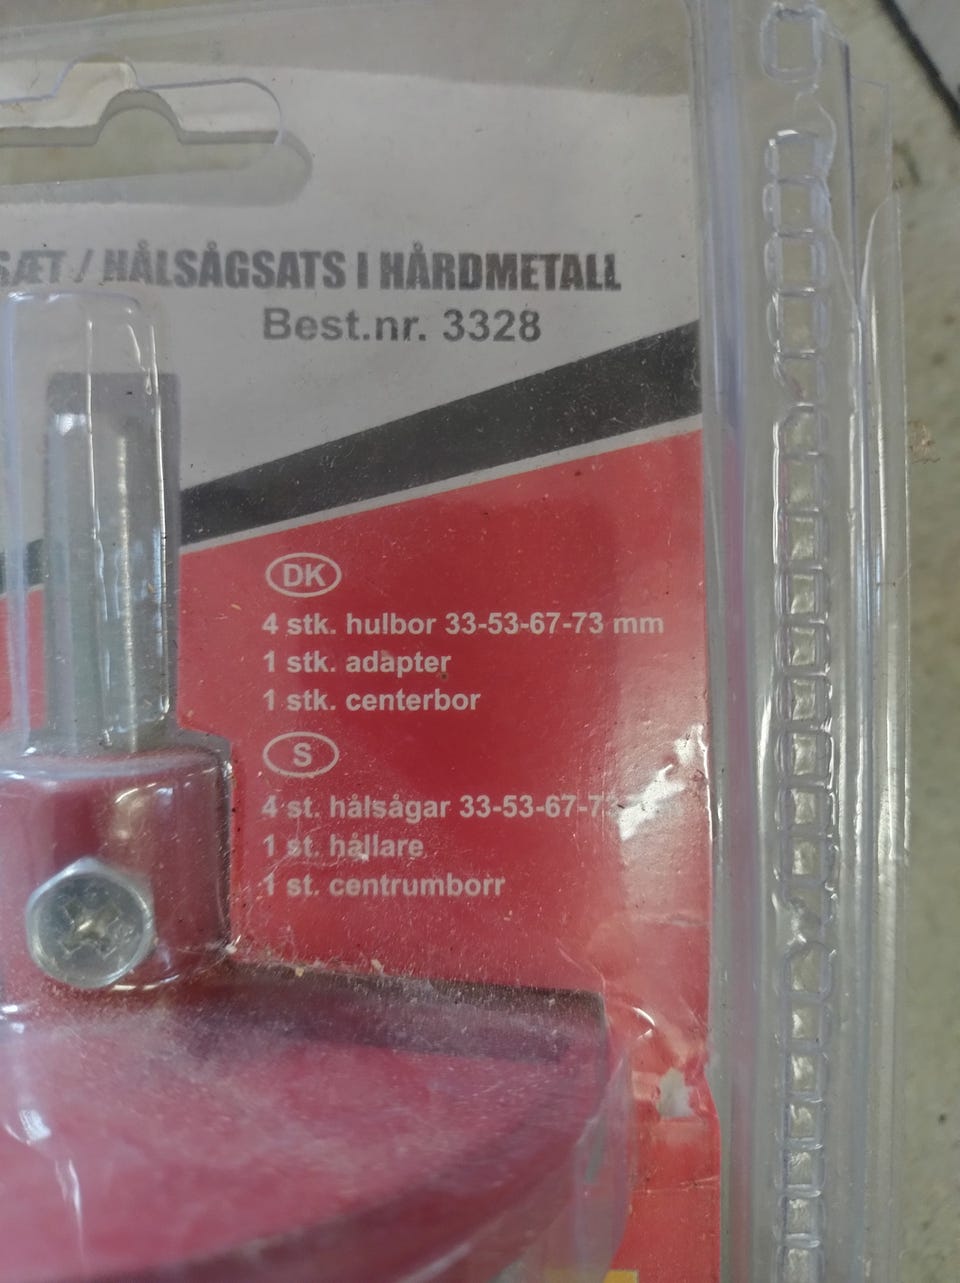 SÆT / HÅLSÅGSATS I HÅRDMETALL
Best.nr. 3328
DK
4 stk. hulbor 33-53-67-73 mm
1 stk. adapter
1 stk. centerbor
S
4 st. hålsågar 33-53-67-73 mm
1 st. hållare
1 st. centrumborr